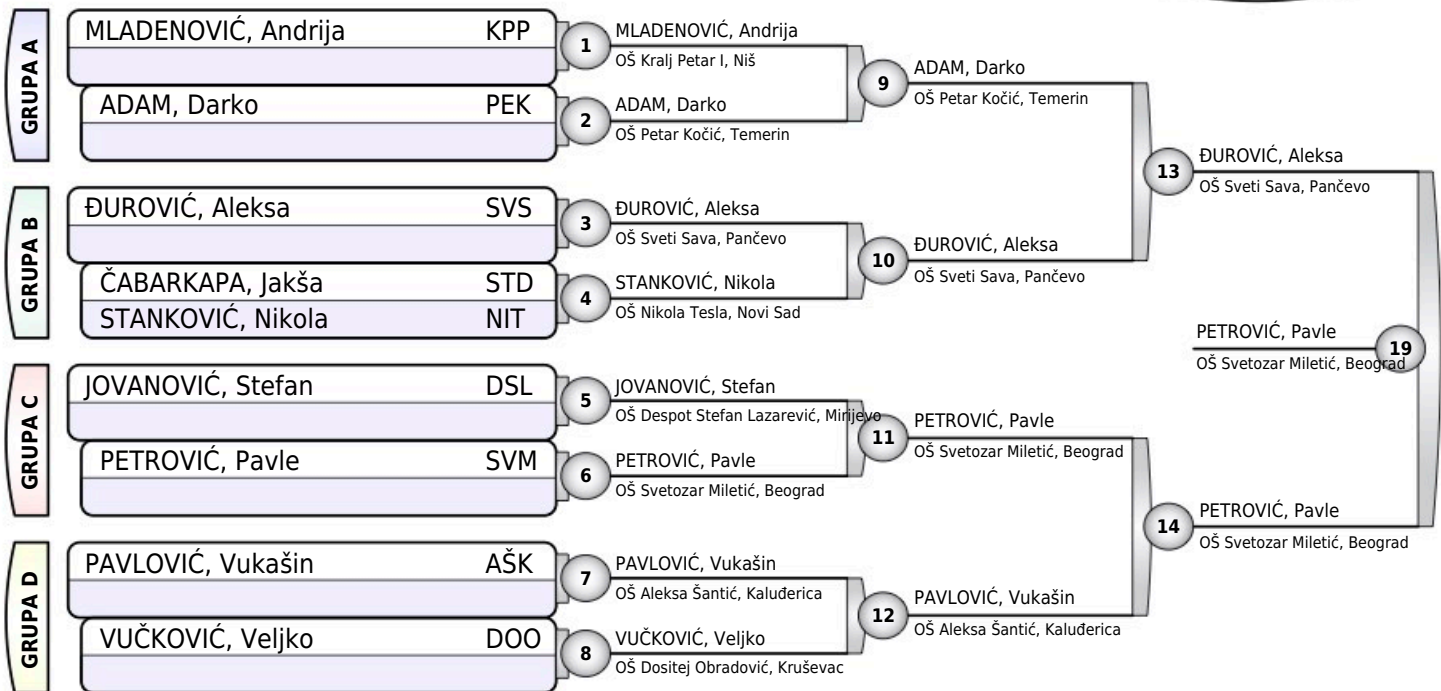 GRUPA A
MLADENOVIĆ, Andrija KPP
ADAM, Darko PEK
GRUPA B
ĐUROVIĆ, Aleksa SVS
ČABARKAPA, Jakša STD
STANKOVIĆ, Nikola NIT
GRUPA C
JOVANOVIĆ, Stefan DSL
PETROVIĆ, Pavle SVM
GRUPA D
PAVLOVIĆ, Vukašin AŠK
VUČKOVIĆ, Veljko DOO
1
MLADENOVIĆ, Andrija
OŠ Kralj Petar I, Niš
2
ADAM, Darko
OŠ Petar Kočić, Temerin
3
ĐUROVIĆ, Aleksa
OŠ Sveti Sava, Pančevo
4
STANKOVIĆ, Nikola
OŠ Nikola Tesla, Novi Sad
5
JOVANOVIĆ, Stefan
OŠ Despot Stefan Lazarević, Mirijevo
6
PETROVIĆ, Pavle
OŠ Svetozar Miletić, Beograd
7
PAVLOVIĆ, Vukašin
OŠ Aleksa Šantić, Kaluđerica
8
VUČKOVIĆ, Veljko
OŠ Dositej Obradović, Kruševac
9
ADAM, Darko
OŠ Petar Kočić, Temerin
10
ĐUROVIĆ, Aleksa
OŠ Sveti Sava, Pančevo
11
PETROVIĆ, Pavle
OŠ Svetozar Miletić, Beograd
12
PAVLOVIĆ, Vukašin
OŠ Aleksa Šantić, Kaluđerica
13
ĐUROVIĆ, Aleksa
OŠ Sveti Sava, Pančevo
14
PETROVIĆ, Pavle
OŠ Svetozar Miletić, Beograd
19
PETROVIĆ, Pavle
OŠ Svetozar Miletić, Beograd